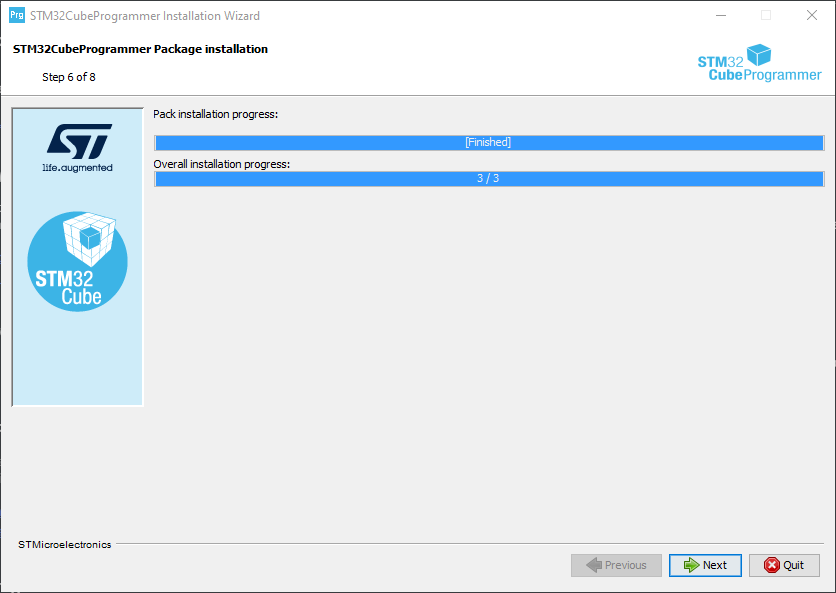 Prg STM32CubeProgrammer Installation Wizard
STM32CubeProgrammer Package installation
Step 6 of 8
STM32
CubeProgrammer
ST
life.augmented
STM32
Cube
Pack installation progress:
[Finished]
Overall installation progress:
3 / 3
STMicroelectronics
Previous
Next
Quit